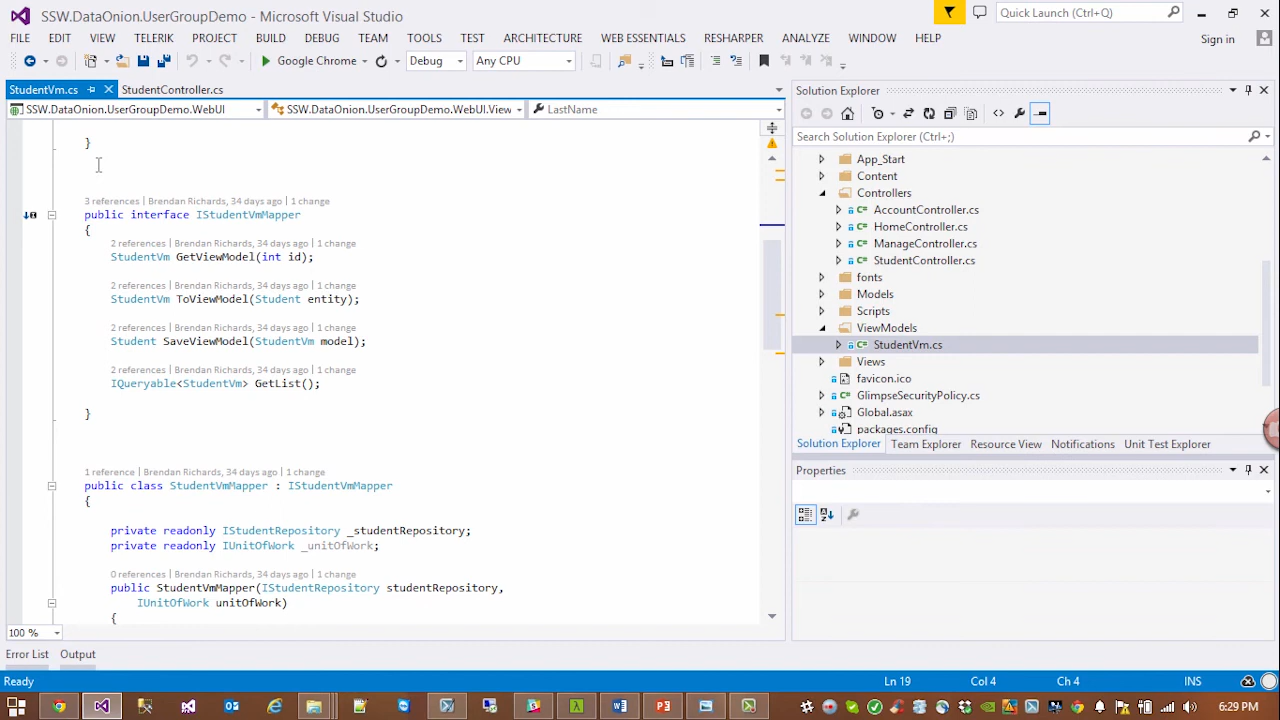 SSW.DataOnion.UserGroupDemo - Microsoft Visual Studio
Quick Launch (Ctrl+Q)
FILE EDIT VIEW TELERIK PROJECT BUILD DEBUG TEAM TOOLS TEST ARCHITECTURE WEB ESSENTIALS RESHARPER ANALYZE WINDOW HELP
Sign in
Google Chrome Debug Any CPU
StudentVm.cs StudentController.cs
SSW.DataOnion.UserGroupDemo.WebUI SSW.DataOnion.UserGroupDemo.WebUI.View LastName
}
3 references | Brendan Richards, 34 days ago | 1 change
public interface IStudentVmMapper
{
2 references | Brendan Richards, 34 days ago | 1 change
StudentVm GetViewModel(int id);
2 references | Brendan Richards, 34 days ago | 1 change
StudentVm ToViewModel(Student entity);
2 references | Brendan Richards, 34 days ago | 1 change
Student SaveViewModel(StudentVm model);
2 references | Brendan Richards, 34 days ago | 1 change
IQueryable<StudentVm> GetList();
}
1 reference | Brendan Richards, 34 days ago | 1 change
public class StudentVmMapper : IStudentVmMapper
{
private readonly IStudentRepository _studentRepository;
private readonly IUnitOfWork _unitOfWork;
0 references | Brendan Richards, 34 days ago | 1 change
public StudentVmMapper(IStudentRepository studentRepository,
IUnitOfWork unitOfWork)
{
100 %
Error List Output
Solution Explorer
Search Solution Explorer (Ctrl+;)
App_Start
Content
Controllers
C# AccountController.cs
C# HomeController.cs
C# ManageController.cs
C# StudentController.cs
fonts
Models
Scripts
ViewModels
C# StudentVm.cs
Views
favicon.ico
C# GlimpseSecurityPolicy.cs
Global.asax
packages.config
Solution Explorer Team Explorer Resource View Notifications Unit Test Explorer
Properties
Ready Ln 19 Col 4 Ch 4 INS
6:29 PM